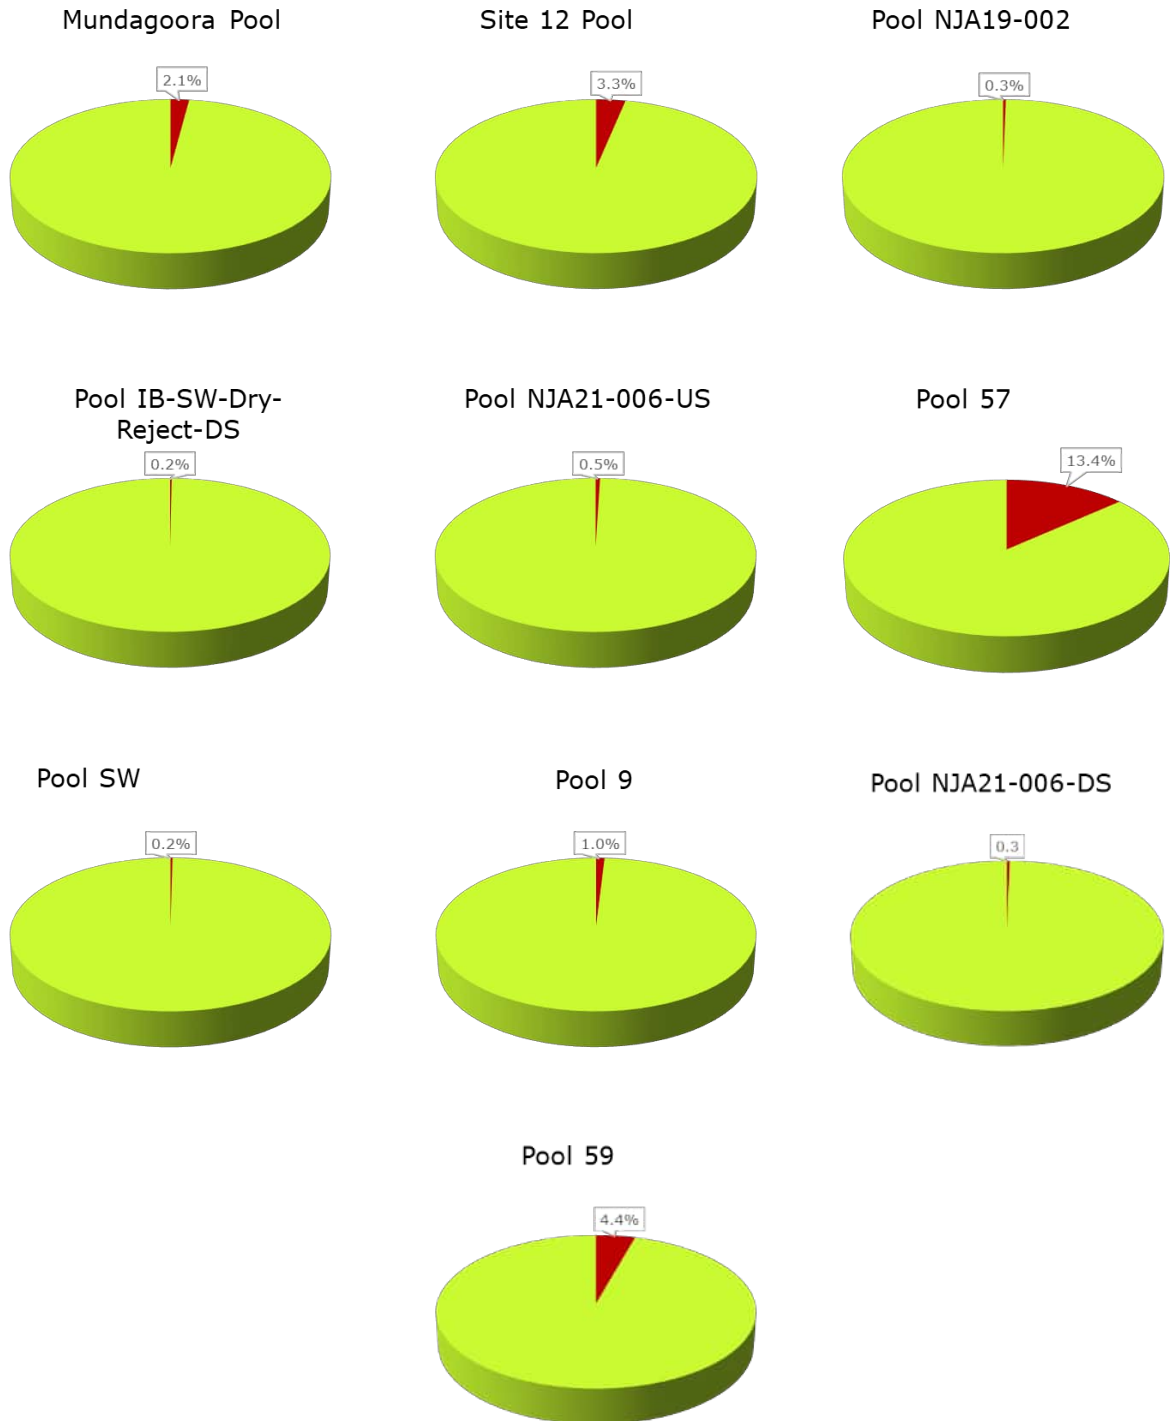 Mundagoora Pool
Site 12 Pool
Pool NJA19-002
2.1%
3.3%
0.3%
Pool IB-SW-Dry-
Reject-DS
Pool NJA21-006-US
Pool 57
0.2%
0.5%
13.4%
Pool SW
Pool 9
Pool NJA21-006-DS
0.2%
1.0%
0.3
Pool 59
4.4%